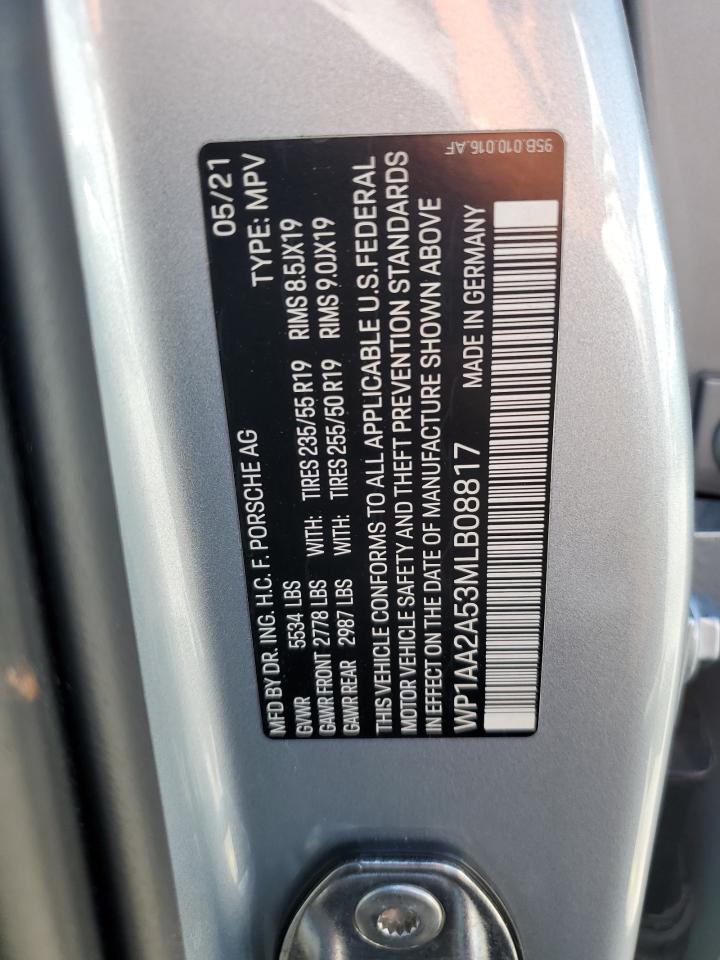 MFD BY DR. ING. H.C. F. PORSCHE AG 05/21
GVWR 5534 LBS TYPE: MPV
GAWR FRONT 2778 LBS WITH: TIRES 235/55 R19 RIMS 8.5JX19
GAWR REAR 2987 LBS WITH: TIRES 255/50 R19 RIMS 9.0JX19
THIS VEHICLE CONFORMS TO ALL APPLICABLE U.S. FEDERAL
MOTOR VEHICLE SAFETY AND THEFT PREVENTION STANDARDS
IN EFFECT ON THE DATE OF MANUFACTURE SHOWN ABOVE
WP1AA2A53MLB08817 MADE IN GERMANY
95B.010.016.AF